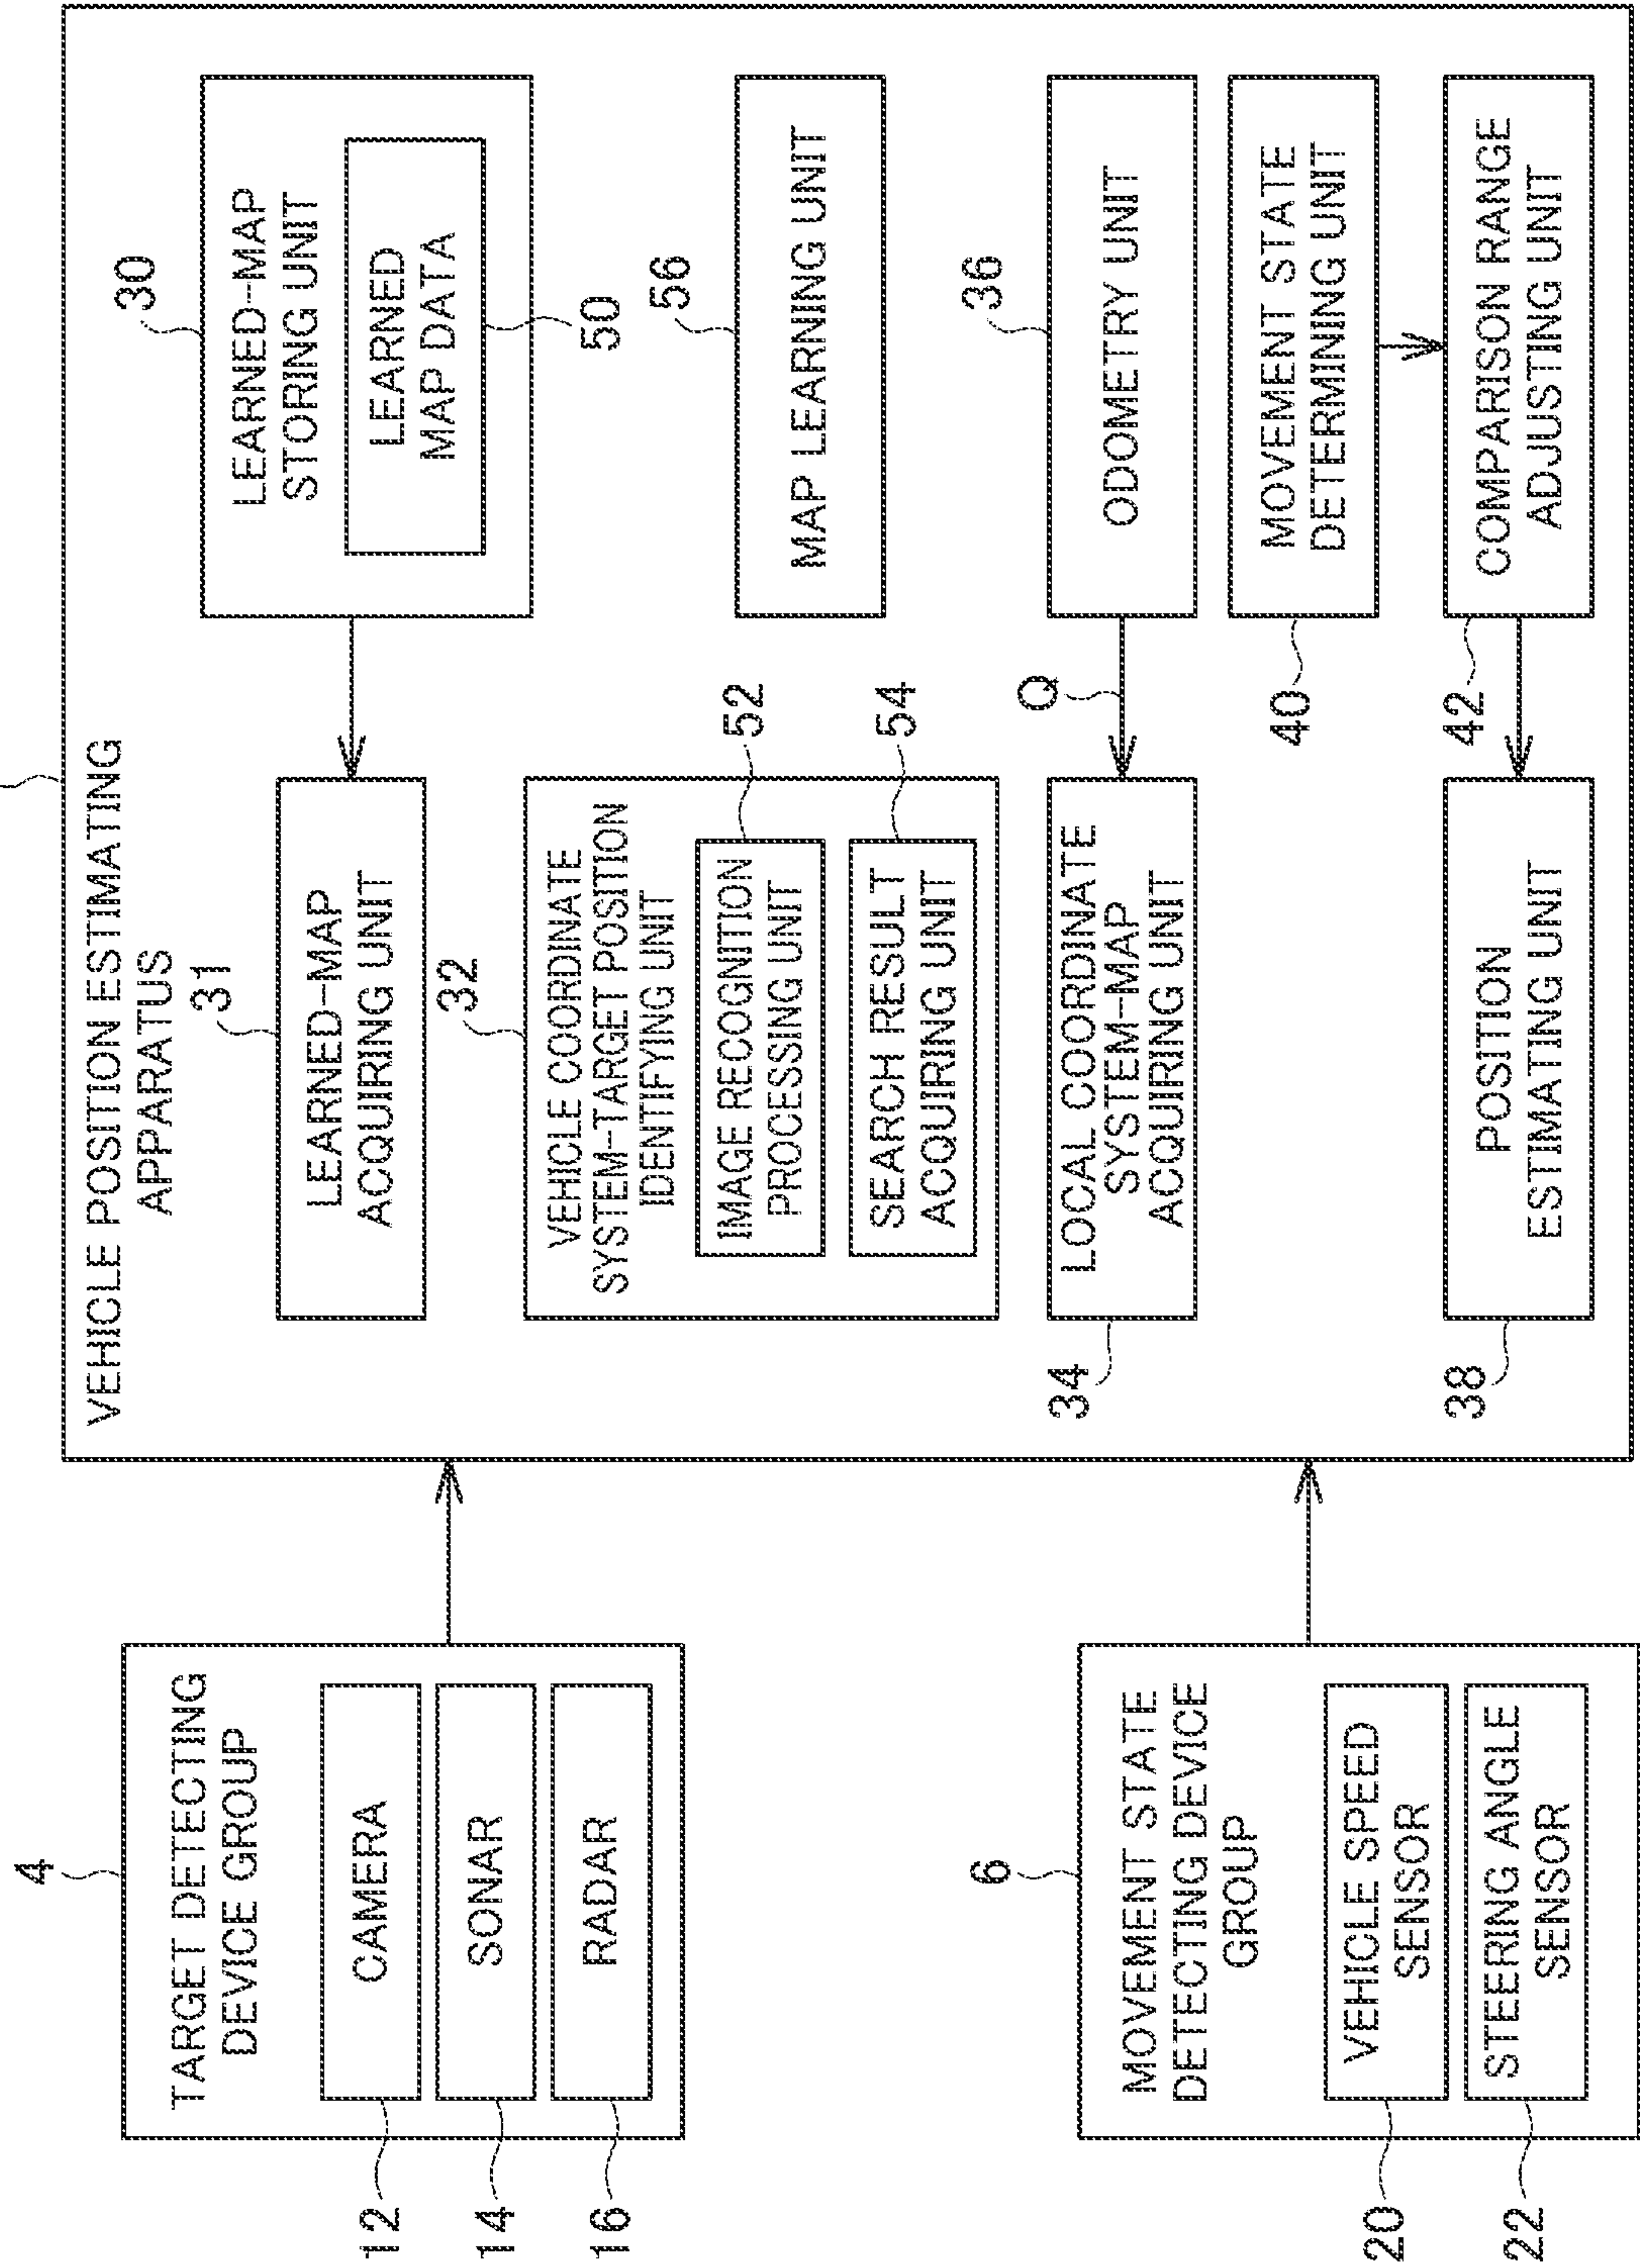 4
TARGET DETECTING
DEVICE GROUP
12
CAMERA
14
SONAR
16
RADAR
6
MOVEMENT STATE
DETECTING DEVICE
GROUP
20
VEHICLE SPEED
SENSOR
22
STEERING ANGLE
SENSOR
VEHICLE POSITION ESTIMATING
APPARATUS
31
LEARNED-MAP
ACQUIRING UNIT
30
LEARNED-MAP
STORING UNIT
LEARNED
MAP DATA
50
32
VEHICLE COORDINATE
SYSTEM-TARGET POSITION
IDENTIFYING UNIT
52
IMAGE RECOGNITION
PROCESSING UNIT
54
SEARCH RESULT
ACQUIRING UNIT
56
MAP LEARNING UNIT
34
LOCAL COORDINATE
SYSTEM-MAP
ACQUIRING UNIT
Q
36
ODOMETRY UNIT
40
MOVEMENT STATE
DETERMINING UNIT
38
POSITION
ESTIMATING UNIT
42
COMPARISON RANGE
ADJUSTING UNIT